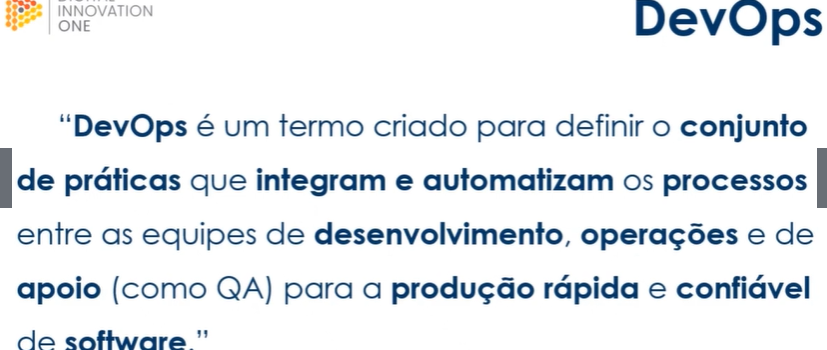 INNOVATION
ONE
DevOps
“DevOps é um termo criado para definir o conjunto
de práticas que integram e automatizam os processos
entre as equipes de desenvolvimento, operações e de
apoio (como QA) para a produção rápida e confiável
de software.”